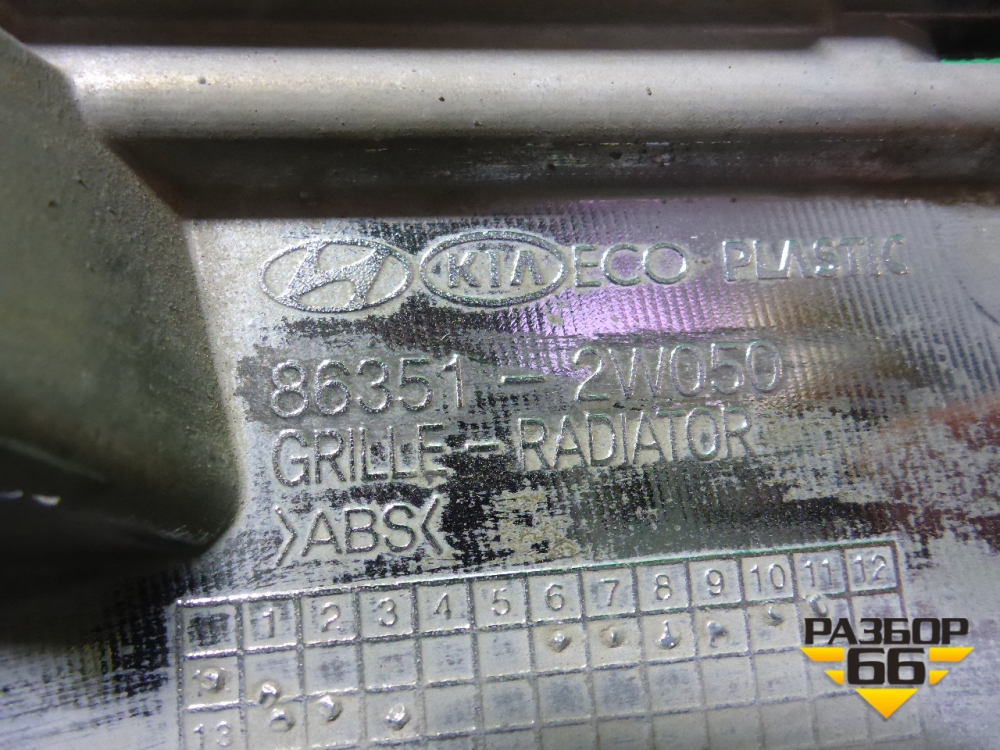 KIA ECO PLASTIC
86351-2W050
GRILLE-RADIATOR
>ABS<
1 2 3 4 5 6 7 8 9 10 11 12
13
РАЗБОР
66